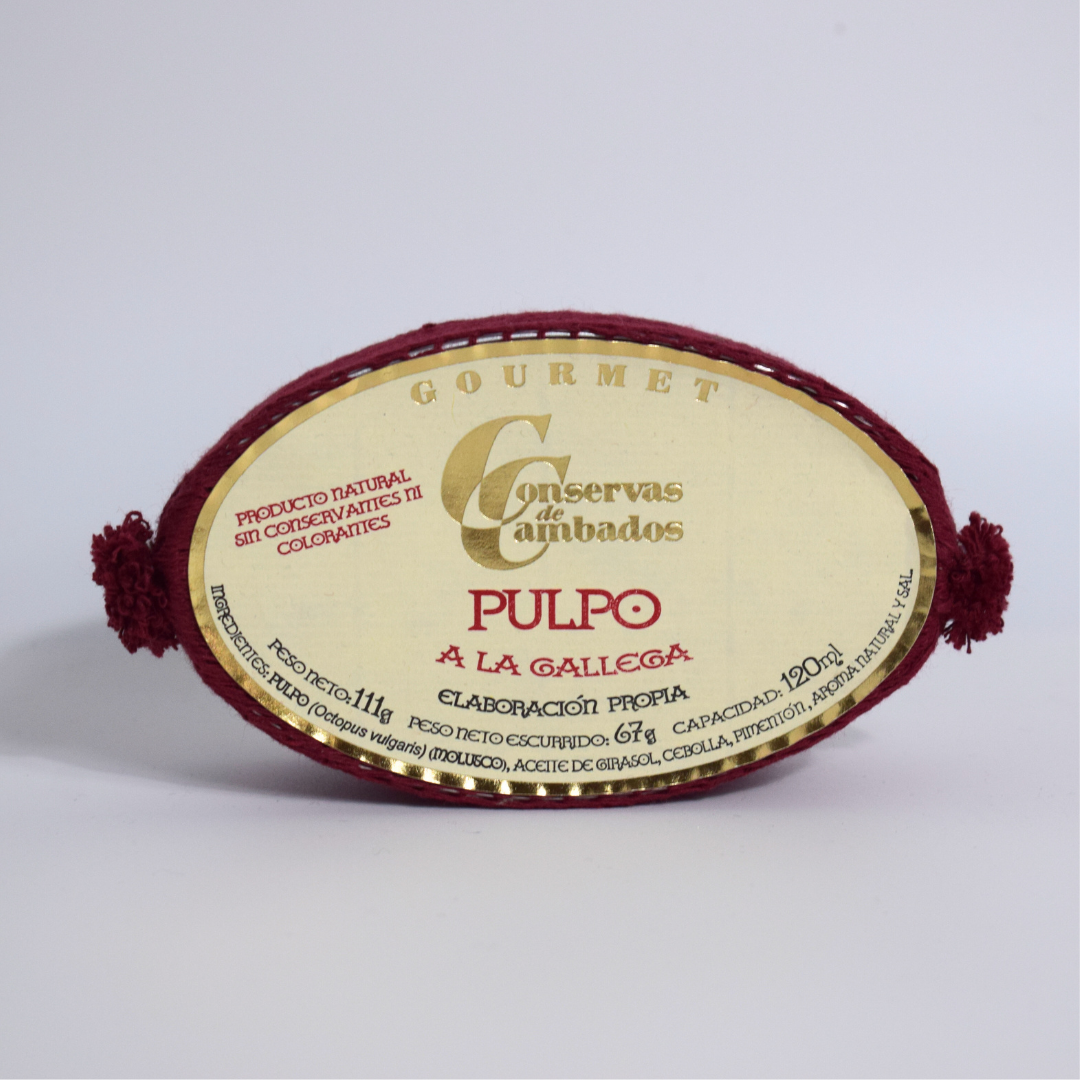 GOURMET
Conservas
de
Cambados
PRODUCTO NATURAL
SIN CONSERVANTES NI
COLORANTES
PULPO
A LA GALLEGA
ELABORACIÓN PROPIA
PESO NETO: 111g PESO NETO ESCURRIDO: 67g CAPACIDAD: 120ml
INGREDIENTES: PULPO (Octopus vulgaris) (MOLUSCO), ACEITE DE GIRASOL, CEBOLLA, PIMENTÓN, AROMA NATURAL Y SAL.